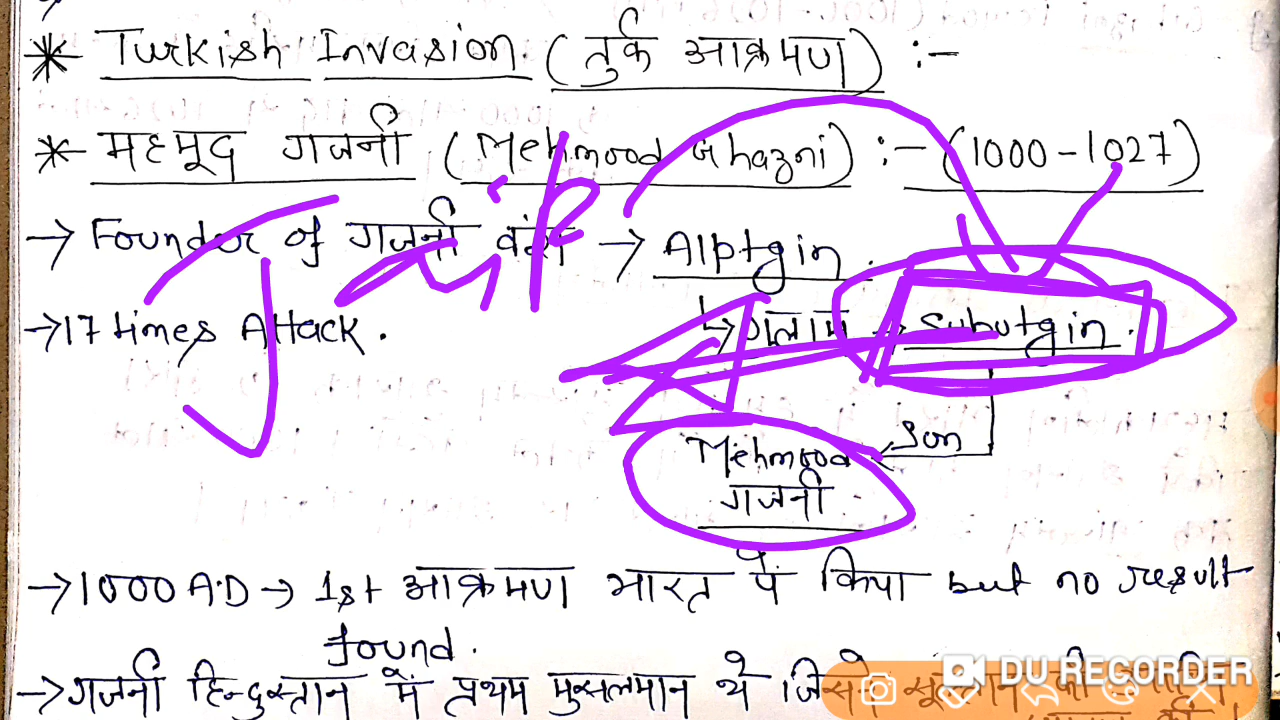 * Turkish Invasion (तुर्क आक्रमण) :-
* महमूद गजनी (Mehmood Ghazni) :- (1000-1027)
→ Founder of गजनी वंश → Alptgin.
→ 17 times Attack. ↳ गुलाम → Subutgin.
son
Mehmood
गजनी
→ 1000 A.D → 1st आक्रमण भारत पे किया but no result
found.
→ गजनी हिन्दुस्तान में प्रथम मुसलमान थे जिसने सुल्तान की
DU RECORDER